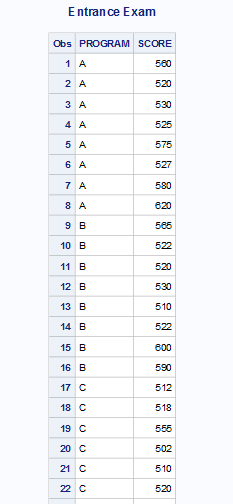 Entrance Exam
Obs PROGRAM SCORE
1 A 560
2 A 520
3 A 530
4 A 525
5 A 575
6 A 527
7 A 580
8 A 620
9 B 565
10 B 522
11 B 520
12 B 530
13 B 510
14 B 522
15 B 600
16 B 590
17 C 512
18 C 518
19 C 555
20 C 502
21 C 510
22 C 520